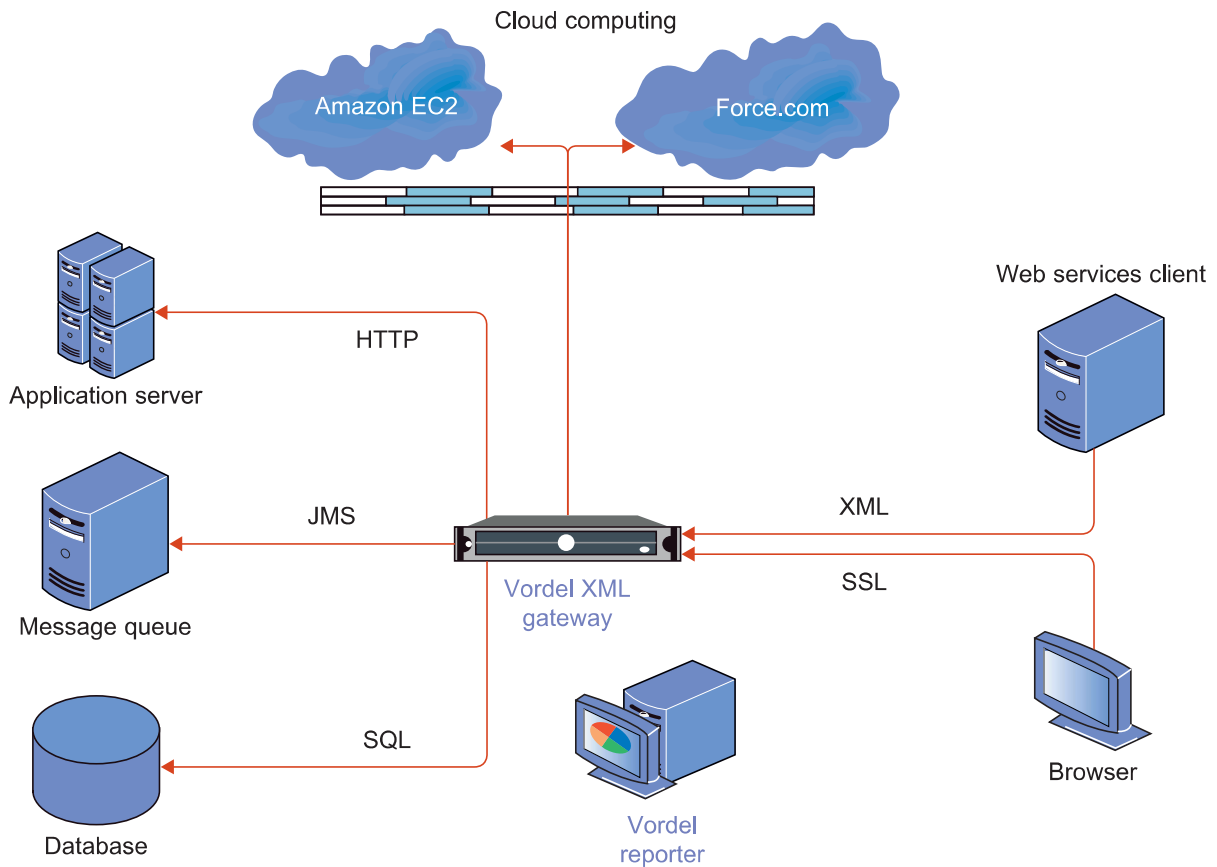 Cloud computing
Amazon EC2
Force.com
Web services client
HTTP
Application server
XML
JMS
SSL
Vordel XML
gateway
Message queue
SQL
Browser
Database
Vordel
reporter